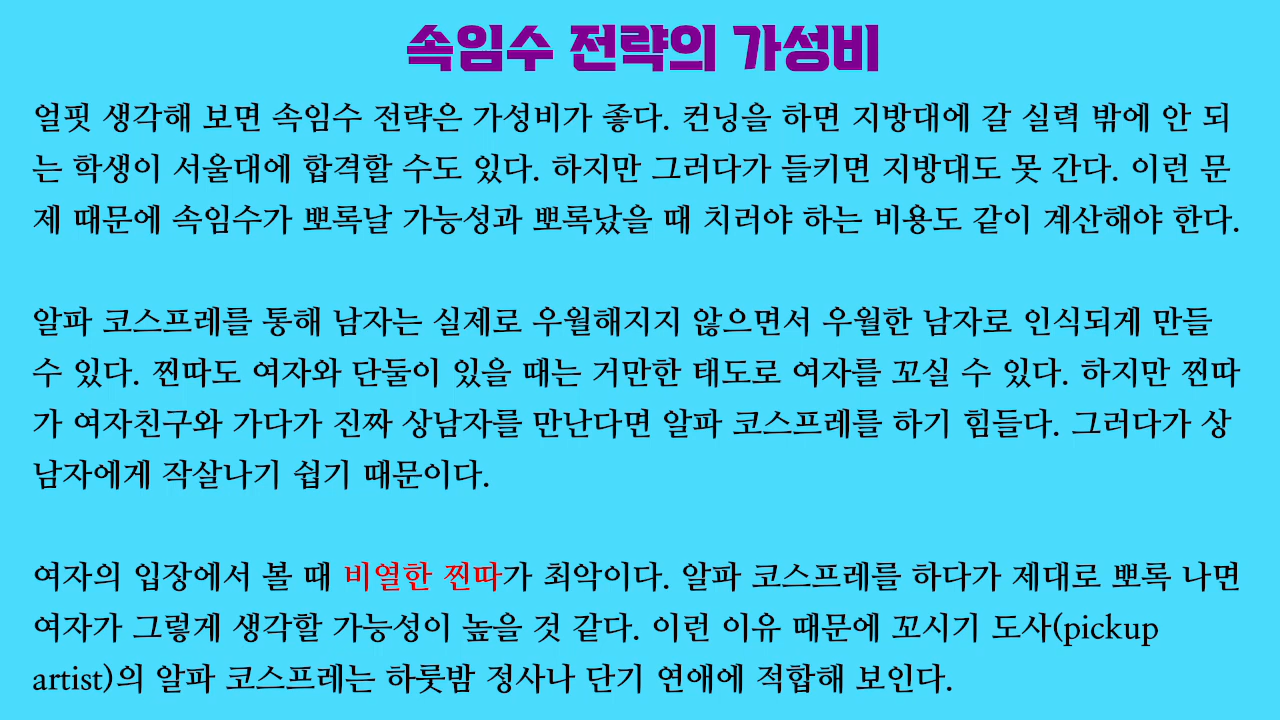 속임수 전략의 가성비
얼핏 생각해 보면 속임수 전략은 가성비가 좋다. 컨닝을 하면 지방대에 갈 실력 밖에 안 되
는 학생이 서울대에 합격할 수도 있다. 하지만 그러다가 들키면 지방대도 못 간다. 이런 문
제 때문에 속임수가 뽀록날 가능성과 뽀록났을 때 치러야 하는 비용도 같이 계산해야 한다.
알파 코스프레를 통해 남자는 실제로 우월해지지 않으면서 우월한 남자로 인식되게 만들
수 있다. 찐따도 여자와 단둘이 있을 때는 거만한 태도로 여자를 꼬실 수 있다. 하지만 찐따
가 여자친구와 가다가 진짜 상남자를 만난다면 알파 코스프레를 하기 힘들다. 그러다가 상
남자에게 작살나기 쉽기 때문이다.
여자의 입장에서 볼 때 비열한 찐따가 최악이다. 알파 코스프레를 하다가 제대로 뽀록 나면
여자가 그렇게 생각할 가능성이 높을 것 같다. 이런 이유 때문에 꼬시기 도사(pickup
artist)의 알파 코스프레는 하룻밤 정사나 단기 연애에 적합해 보인다.